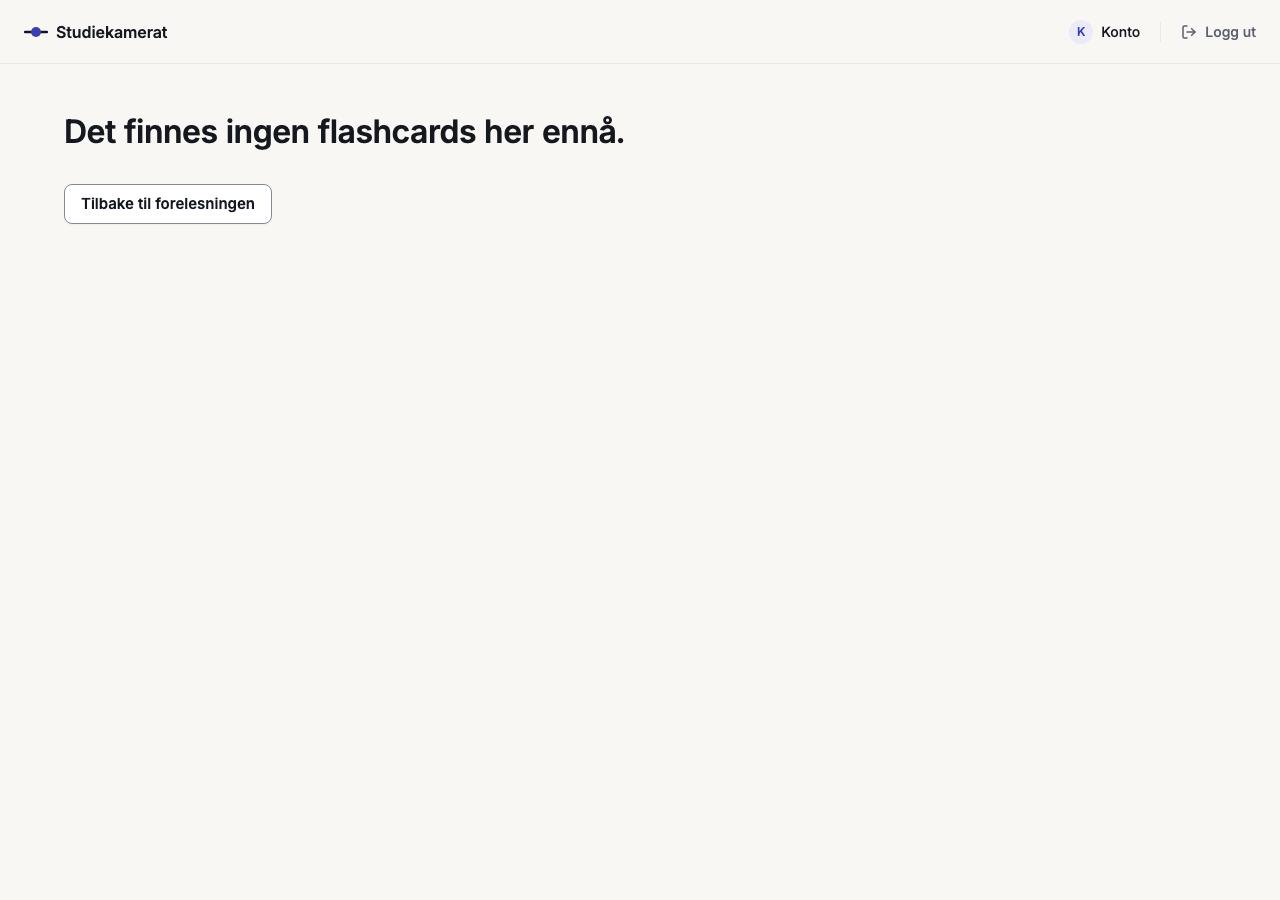 Studiekamerat
K Konto
Logg ut
Det finnes ingen flashcards her ennå.
Tilbake til forelesningen